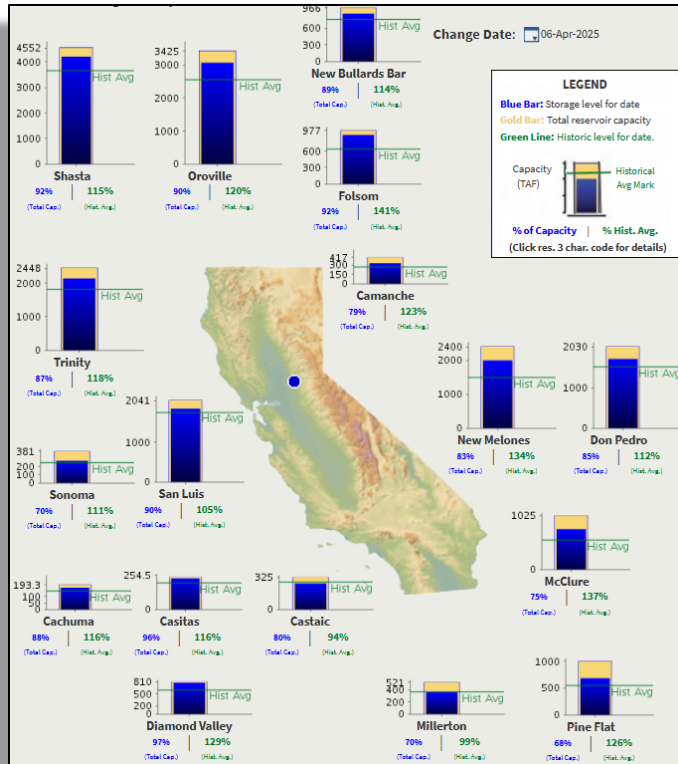 Change Date: 06-Apr-2025
LEGEND
Blue Bar: Storage level for date
Gold Bar: Total reservoir capacity
Green Line: Historic level for date.
Capacity
(TAF)
Historical
Avg Mark
% of Capacity | % Hist. Avg.
(Click res. 3 char. code for details)
4552
4000
3000
2000
1000
0
Hist Avg
Shasta
92% | 115%
(Total Cap.) (Hist. Avg.)
3425
3000
2000
1000
0
Hist Avg
Oroville
90% | 120%
(Total Cap.) (Hist. Avg.)
966
600
300
0
Hist Avg
New Bullards Bar
89% | 114%
(Total Cap.) (Hist. Avg.)
977
600
300
0
Hist Avg
Folsom
92% | 141%
(Total Cap.) (Hist. Avg.)
417
300
150
0
Hist Avg
Camanche
79% | 123%
(Total Cap.) (Hist. Avg.)
2448
2000
1000
0
Hist Avg
Trinity
87% | 118%
(Total Cap.) (Hist. Avg.)
2400
2000
1000
0
Hist Avg
New Melones
83% | 134%
(Total Cap.) (Hist. Avg.)
2030
1000
0
Hist Avg
Don Pedro
85% | 112%
(Total Cap.) (Hist. Avg.)
381
200
100
0
Hist Avg
Sonoma
70% | 111%
(Total Cap.) (Hist. Avg.)
2041
1000
0
Hist Avg
San Luis
90% | 105%
(Total Cap.) (Hist. Avg.)
1025
0
Hist Avg
McClure
75% | 137%
(Total Cap.) (Hist. Avg.)
193.3
100
50
0
Hist Avg
Cachuma
88% | 116%
(Total Cap.) (Hist. Avg.)
254.5
0
Hist Avg
Casitas
96% | 116%
(Total Cap.) (Hist. Avg.)
325
0
Hist Avg
Castaic
80% | 94%
(Total Cap.) (Hist. Avg.)
810
500
200
0
Hist Avg
Diamond Valley
97% | 129%
(Total Cap.) (Hist. Avg.)
521
400
200
0
Hist Avg
Millerton
70% | 99%
(Total Cap.) (Hist. Avg.)
1000
500
0
Hist Avg
Pine Flat
68% | 126%
(Total Cap.) (Hist. Avg.)